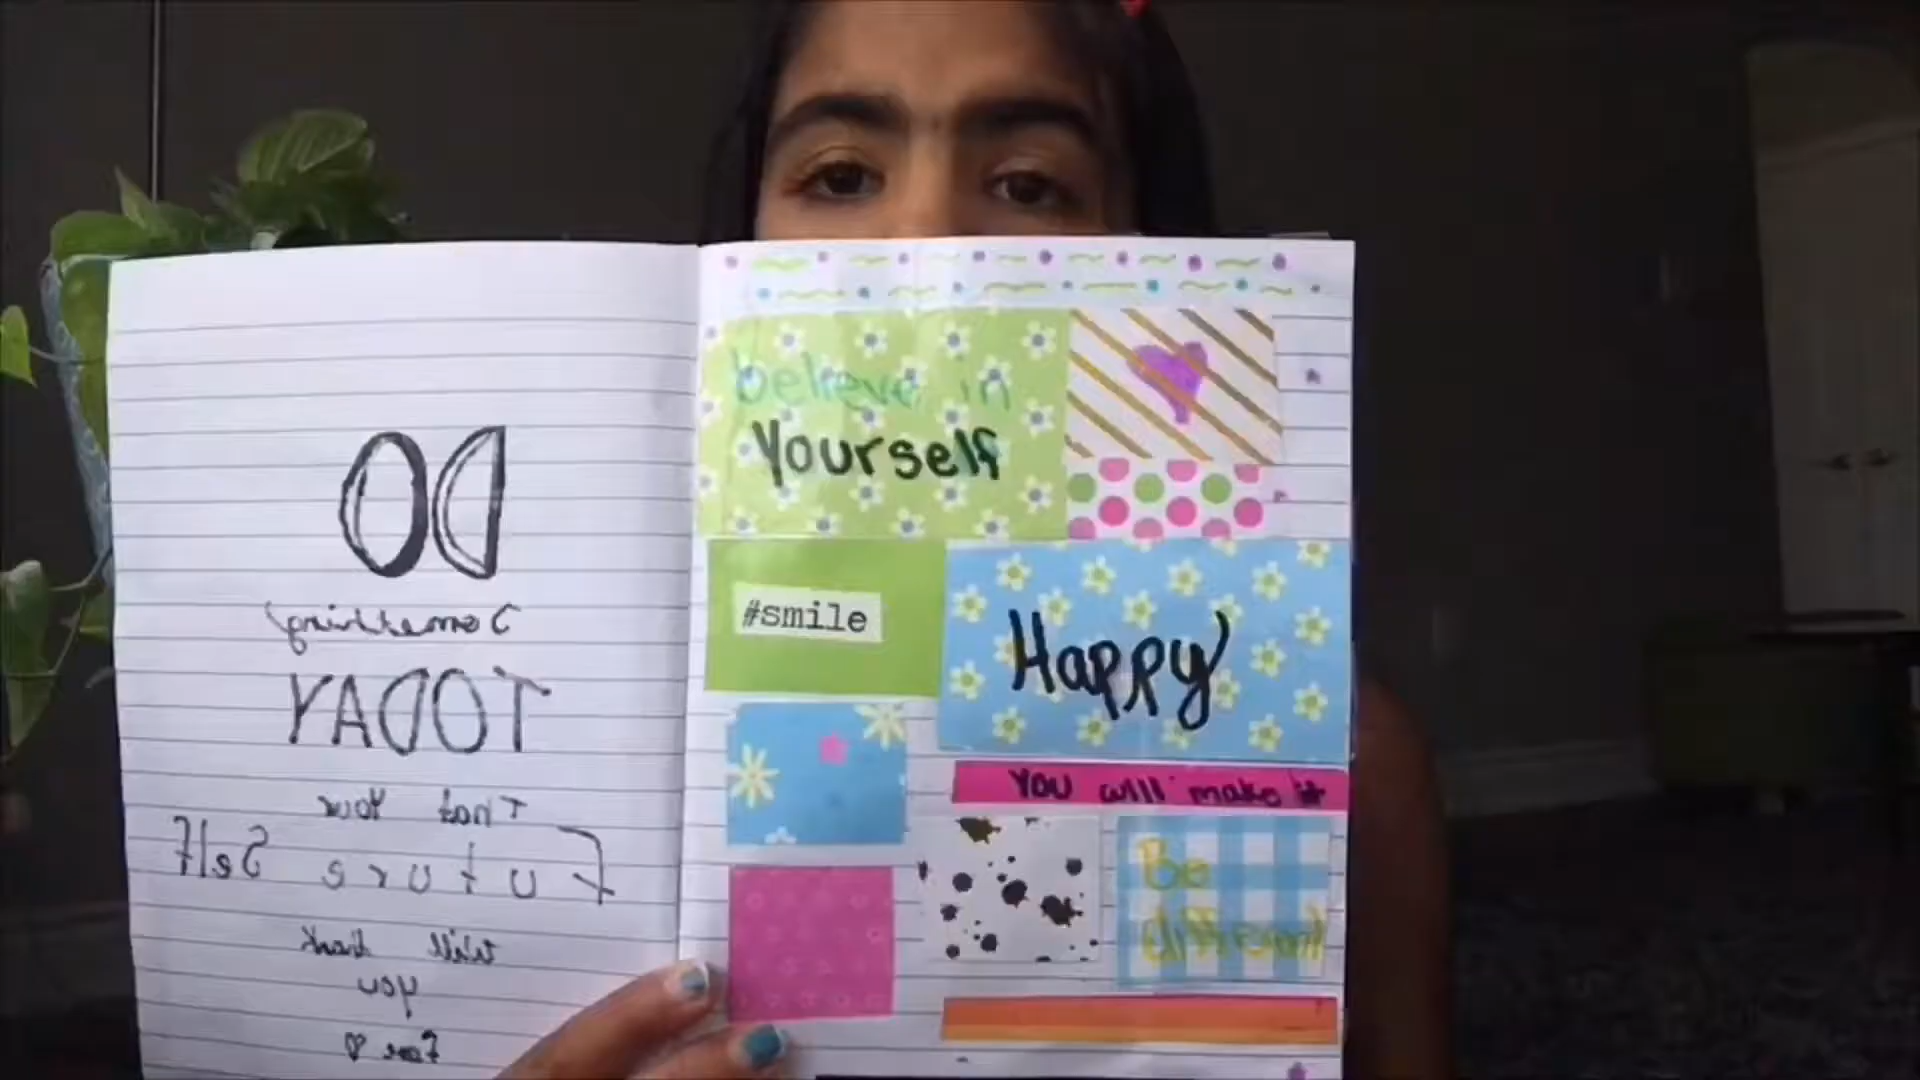 DO
Something
TODAY
That Your
Future Self
Will thank
you
For
believe in
Yourself
#smile
Happy
You will make it
Be
different